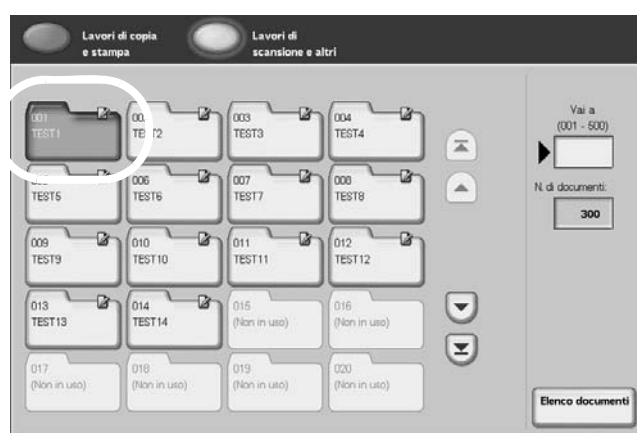 Lavori di copia
e stampa
Lavori di
scansione e altri
001
TEST1
TEST2
003
TEST3
004
TEST4
TEST5
006
TEST6
007
TEST7
008
TEST8
009
TEST9
010
TEST10
011
TEST11
012
TEST12
013
TEST13
014
TEST14
015
(Non in uso)
016
(Non in uso)
017
(Non in uso)
018
(Non in uso)
019
(Non in uso)
020
(Non in uso)
Vai a
(001 - 500)
N. di documenti:
300
Elenco documenti